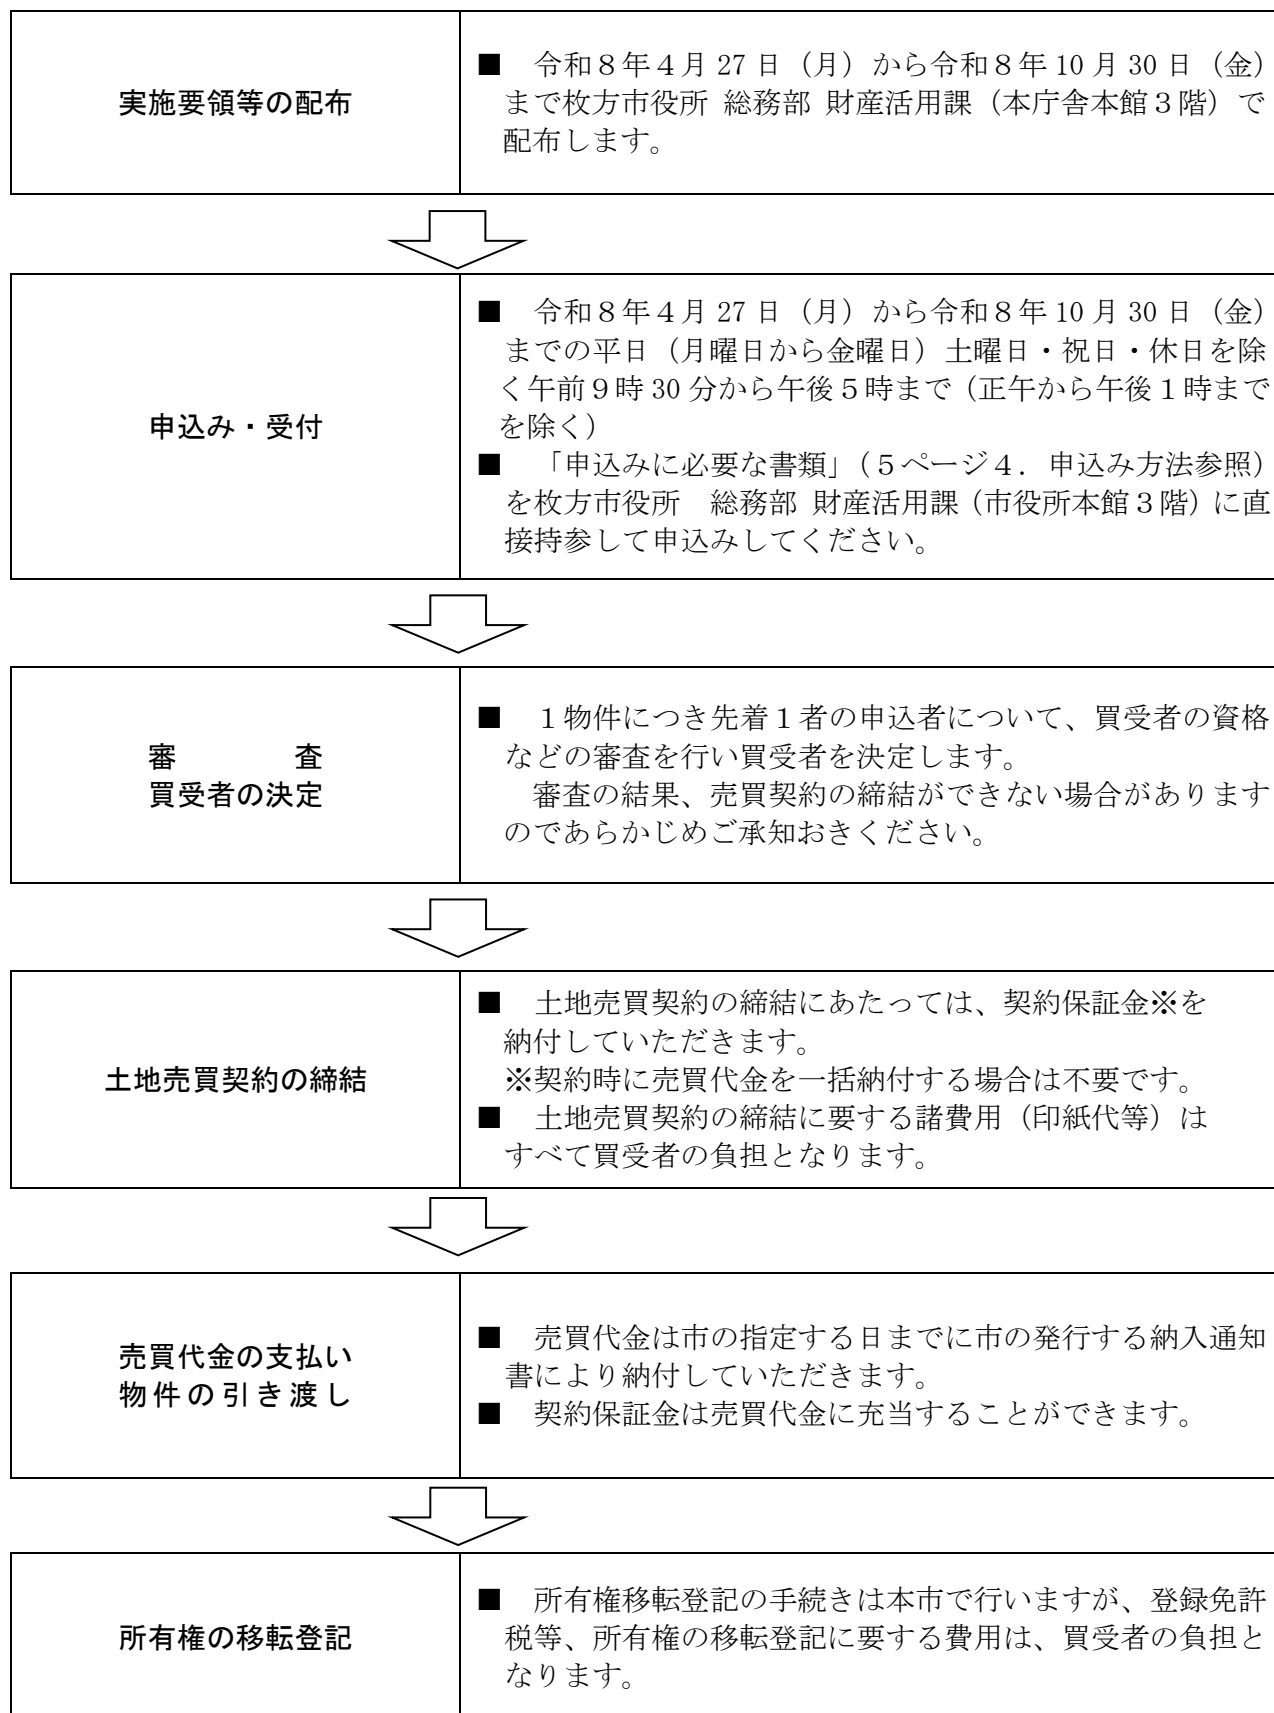 実施要領等の配布
■　令和８年４月 27 日（月）から令和８年 10 月 30 日（金）
まで枚方市役所 総務部 財産活用課（本庁舎本館３階）で
配布します。
申込み・受付
■　令和８年４月 27 日（月）から令和８年 10 月 30 日（金）
までの平日（月曜日から金曜日）土曜日・祝日・休日を除
く午前９時 30 分から午後５時まで（正午から午後１時まで
を除く）
■　「申込みに必要な書類」（５ページ４．申込み方法参照）
を枚方市役所　総務部 財産活用課（市役所本館３階）に直
接持参して申込みしてください。
審　　　　査
買受者の決定
■　１物件につき先着１者の申込者について、買受者の資格
などの審査を行い買受者を決定します。
審査の結果、売買契約の締結ができない場合があります
のであらかじめご承知おきください。
土地売買契約の締結
■　土地売買契約の締結にあたっては、契約保証金※を
納付していただきます。
※契約時に売買代金を一括納付する場合は不要です。
■　土地売買契約の締結に要する諸費用（印紙代等）は
すべて買受者の負担となります。
売買代金の支払い
物件の引き渡し
■　売買代金は市の指定する日までに市の発行する納入通知
書により納付していただきます。
■　契約保証金は売買代金に充当することができます。
所有権の移転登記
■　所有権移転登記の手続きは本市で行いますが、登録免許
税等、所有権の移転登記に要する費用は、買受者の負担と
なります。